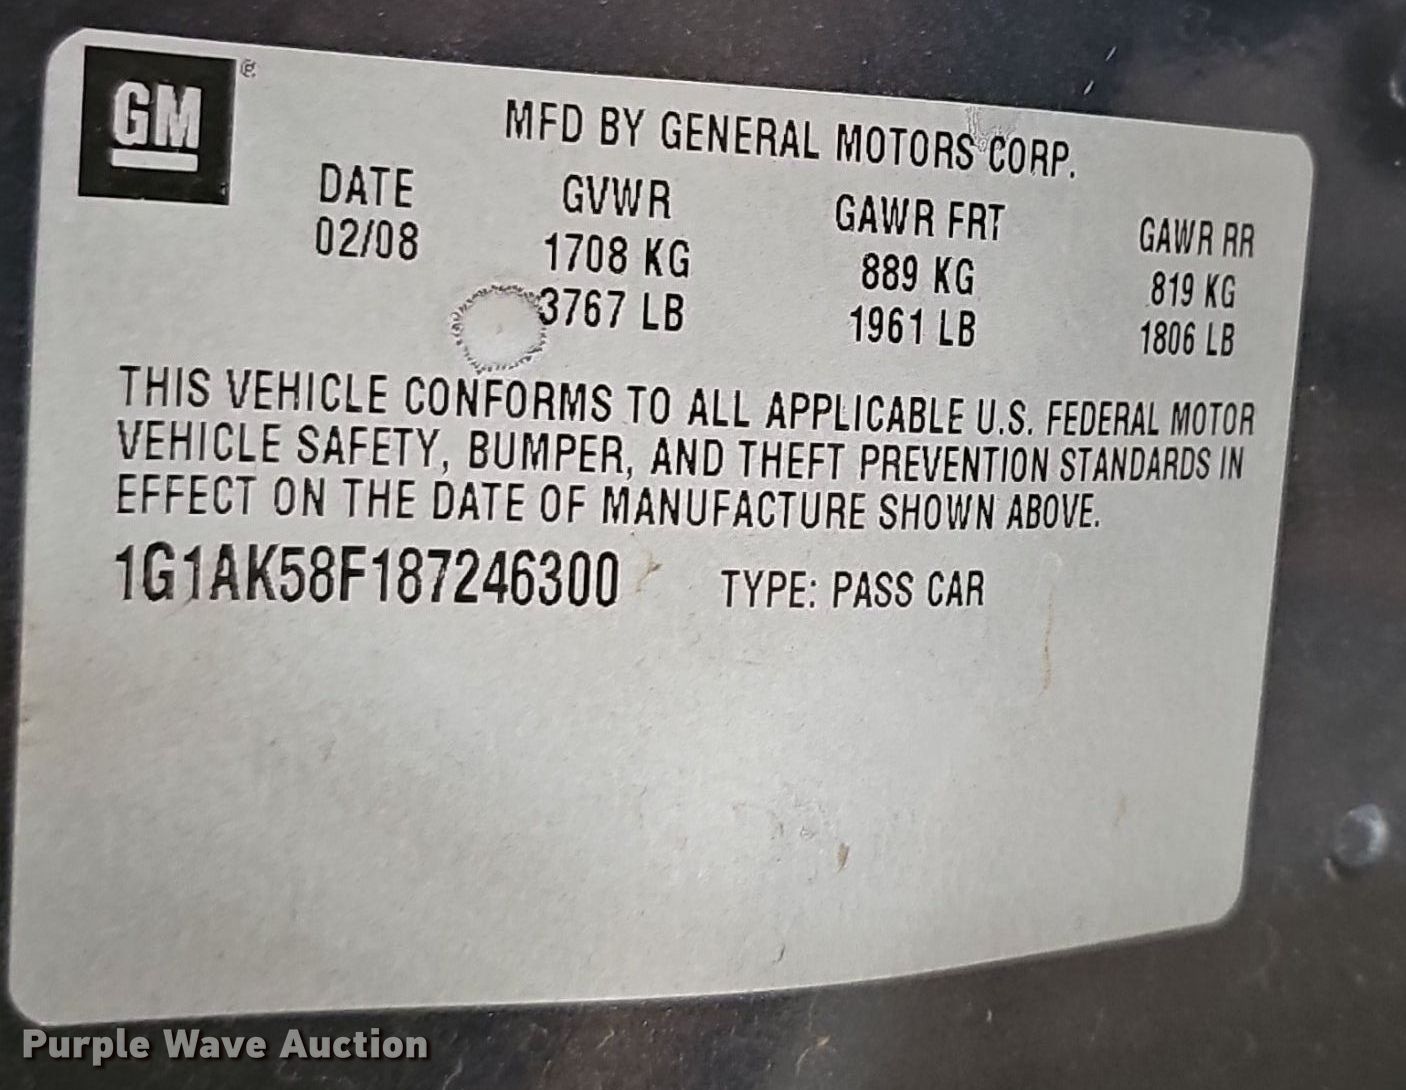 GM ®
MFD BY GENERAL MOTORS CORP.
DATE GVWR GAWR FRT GAWR RR
02/08 1708 KG 889 KG 819 KG
3767 LB 1961 LB 1806 LB
THIS VEHICLE CONFORMS TO ALL APPLICABLE U.S. FEDERAL MOTOR
VEHICLE SAFETY, BUMPER, AND THEFT PREVENTION STANDARDS IN
EFFECT ON THE DATE OF MANUFACTURE SHOWN ABOVE.
1G1AK58F187246300 TYPE: PASS CAR
Purple Wave Auction